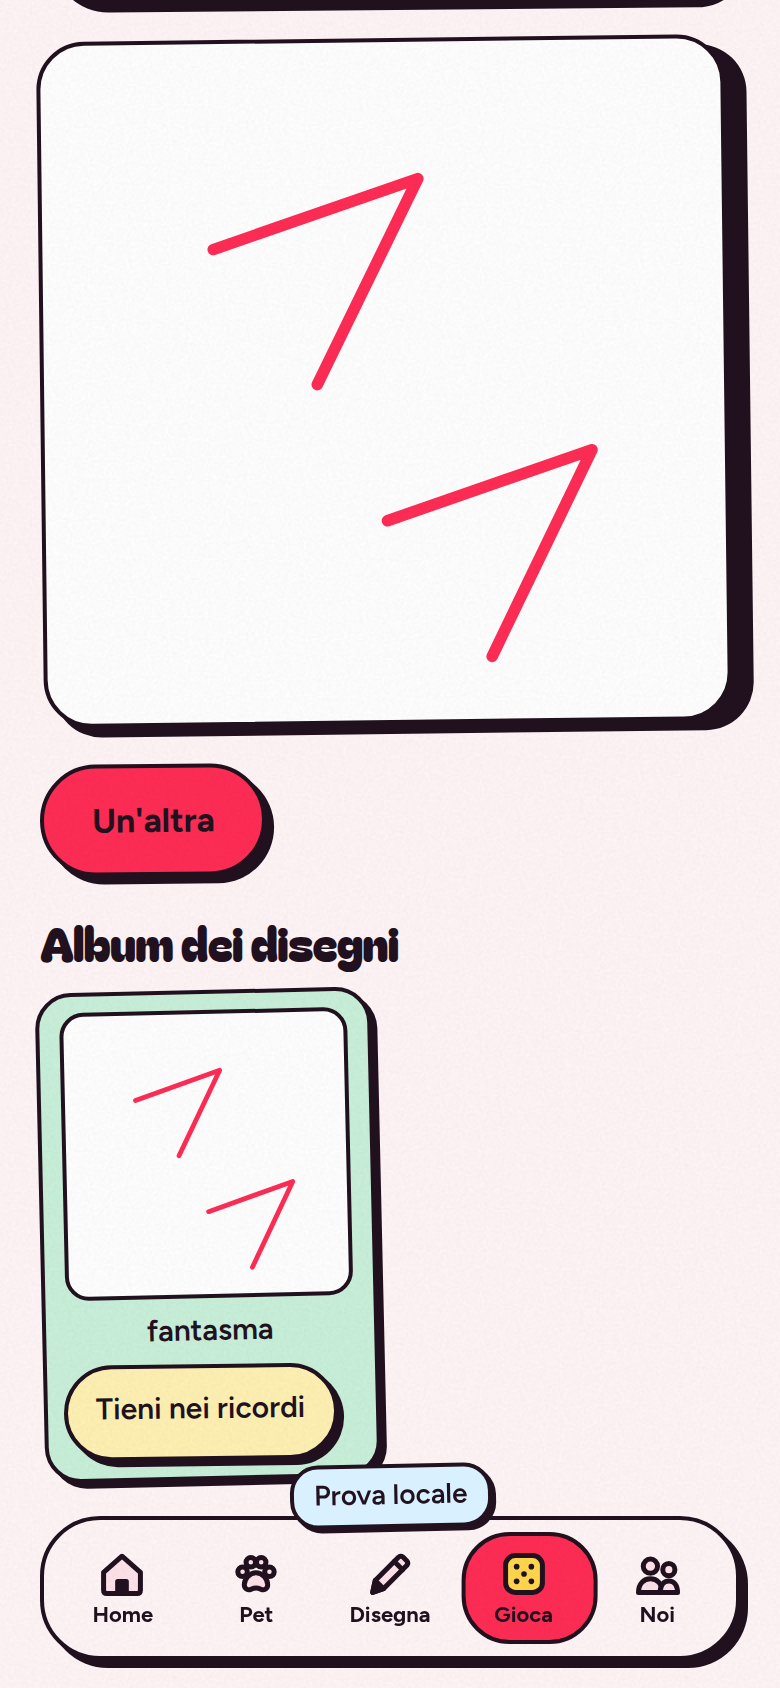 Un'altra
Album dei disegni
fantasma
Tieni nei ricordi
Prova locale
Home
Pet
Disegna
Gioca
Noi